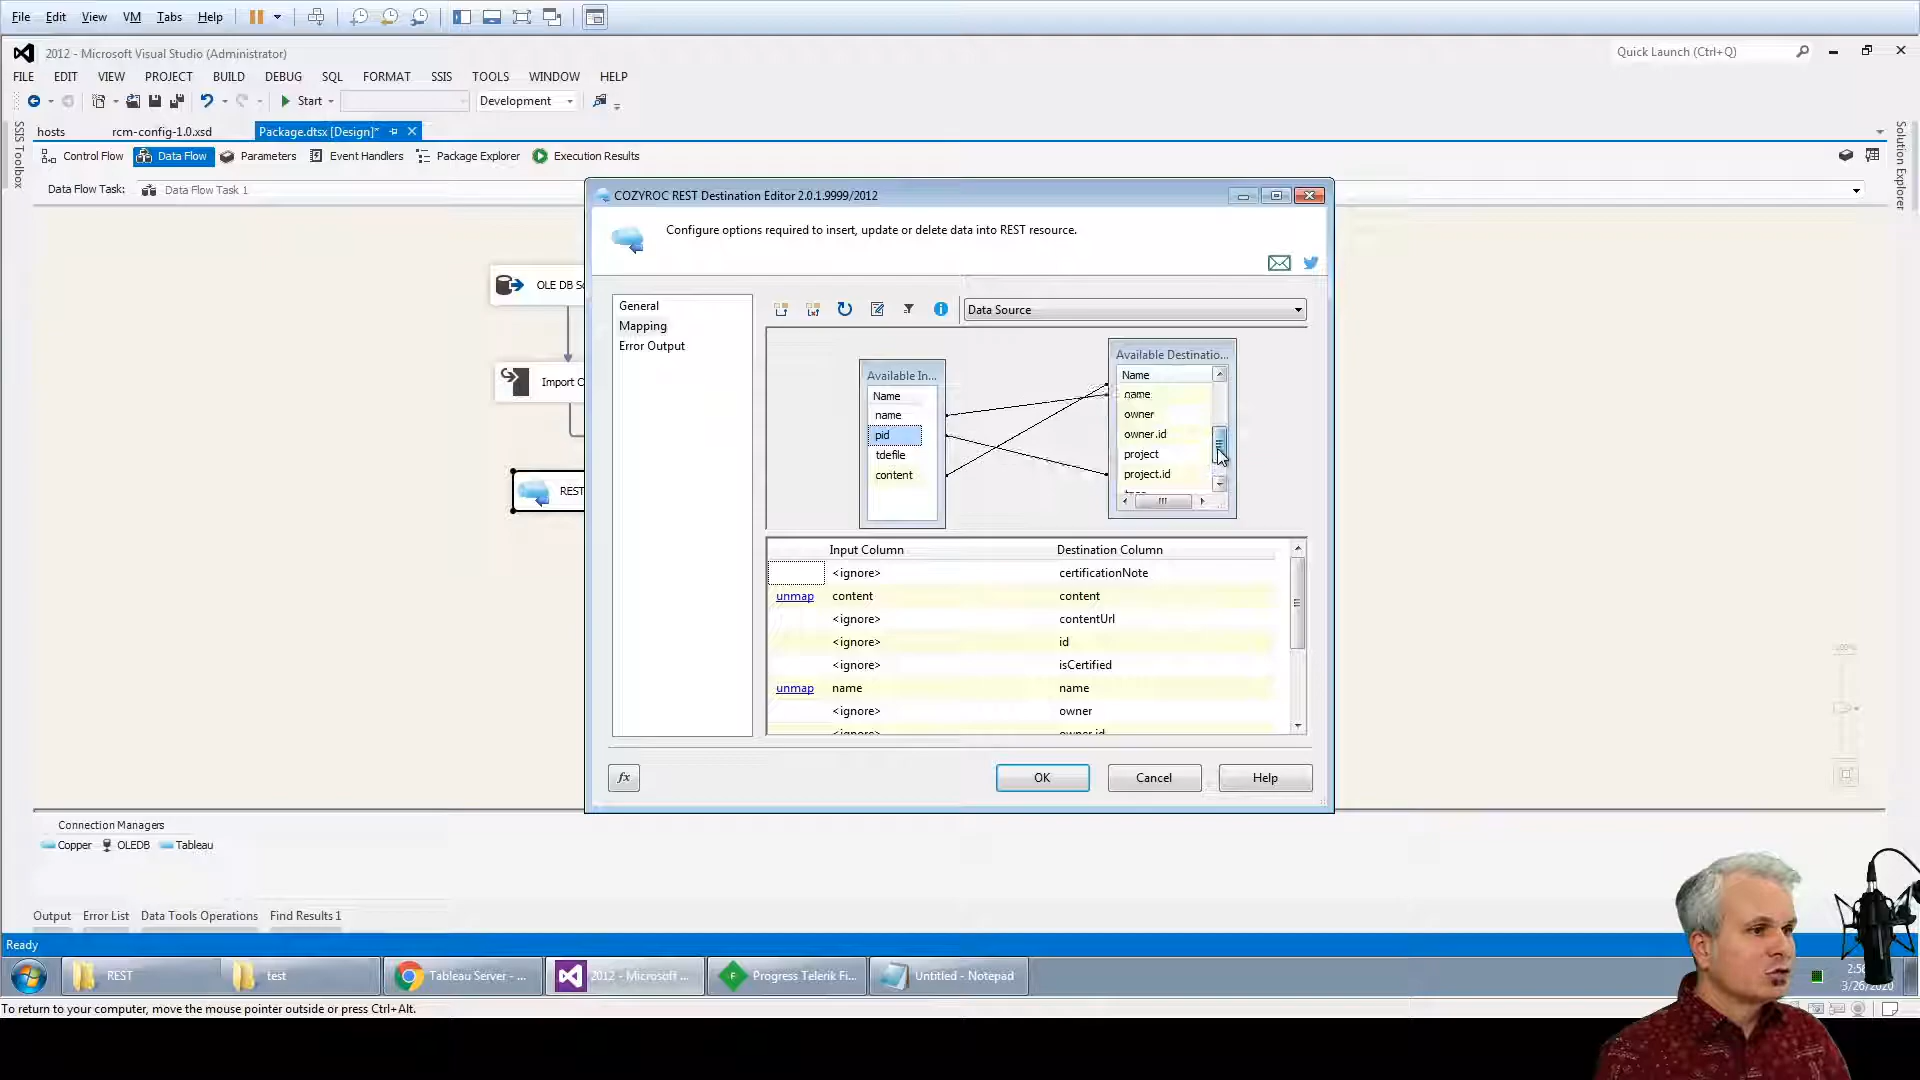 File Edit View VM Tabs Help
2012 - Microsoft Visual Studio (Administrator)
Quick Launch (Ctrl+Q)
FILE EDIT VIEW PROJECT BUILD DEBUG SQL FORMAT SSIS TOOLS WINDOW HELP
Start Development
hosts rcm-config-1.0.xsd Package.dtsx [Design]*
SSIS Toolbox
Solution Explorer
Control Flow Data Flow Parameters Event Handlers Package Explorer Execution Results
Data Flow Task: Data Flow Task 1
OLE DB
Import
REST
COZYROC REST Destination Editor 2.0.1.9999/2012
Configure options required to insert, update or delete data into REST resource.
General
Mapping
Error Output
Data Source
Available In...
Name
name
pid
tdefile
content
Available Destinatio...
Name
name
owner
owner.id
project
project.id
Input Column Destination Column
<ignore> certificationNote
unmap content content
<ignore> contentUrl
<ignore> id
<ignore> isCertified
unmap name name
<ignore> owner
<ignore> owner.id
fx OK Cancel Help
100%
Connection Managers
Copper OLEDB Tableau
Output Error List Data Tools Operations Find Results 1
Ready
REST test Tableau Server - ... 2012 - Microsoft ... Progress Telerik Fi... Untitled - Notepad
3/26/2020
To return to your computer, move the mouse pointer outside or press Ctrl+Alt.